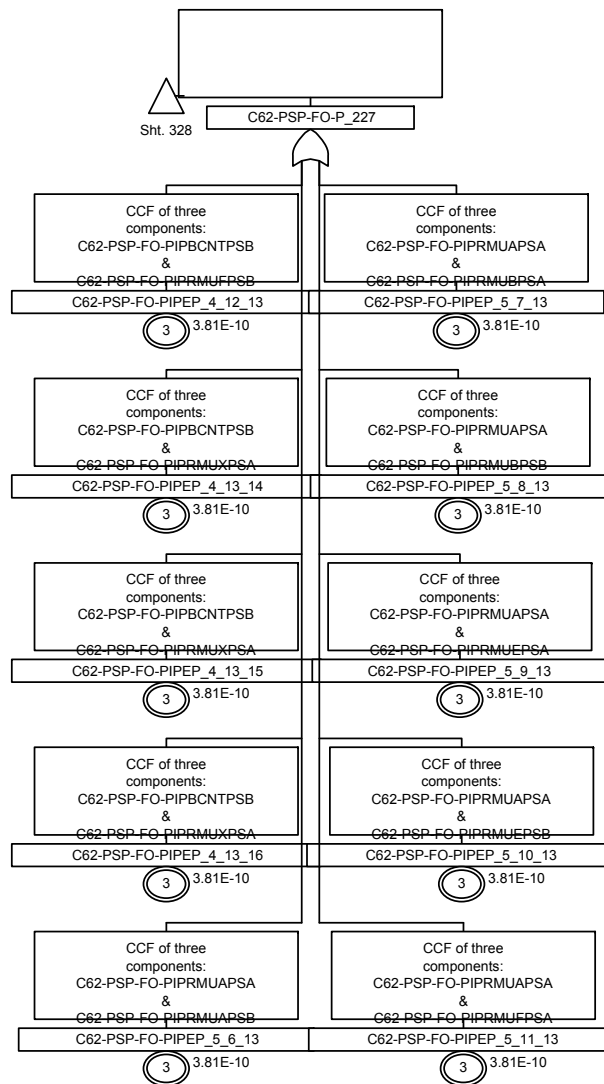 Sht. 328
C62-PSP-FO-P_227
CCF of three
components:
C62-PSP-FO-PIPBCNTPSB
&
C62-PSP-FO-PIPRMUFPSB
C62-PSP-FO-PIPEP_4_12_13
3
3.81E-10
CCF of three
components:
C62-PSP-FO-PIPRMUAPSA
&
C62-PSP-FO-PIPRMUBPSA
C62-PSP-FO-PIPEP_5_7_13
3
3.81E-10
CCF of three
components:
C62-PSP-FO-PIPBCNTPSB
&
C62-PSP-FO-PIPRMUXPSA
C62-PSP-FO-PIPEP_4_13_14
3
3.81E-10
CCF of three
components:
C62-PSP-FO-PIPRMUAPSA
&
C62-PSP-FO-PIPRMUBPSB
C62-PSP-FO-PIPEP_5_8_13
3
3.81E-10
CCF of three
components:
C62-PSP-FO-PIPBCNTPSB
&
C62-PSP-FO-PIPRMUXPSA
C62-PSP-FO-PIPEP_4_13_15
3
3.81E-10
CCF of three
components:
C62-PSP-FO-PIPRMUAPSA
&
C62-PSP-FO-PIPRMUEPSA
C62-PSP-FO-PIPEP_5_9_13
3
3.81E-10
CCF of three
components:
C62-PSP-FO-PIPBCNTPSB
&
C62-PSP-FO-PIPRMUXPSA
C62-PSP-FO-PIPEP_4_13_16
3
3.81E-10
CCF of three
components:
C62-PSP-FO-PIPRMUAPSA
&
C62-PSP-FO-PIPRMUEPSB
C62-PSP-FO-PIPEP_5_10_13
3
3.81E-10
CCF of three
components:
C62-PSP-FO-PIPRMUAPSA
&
C62-PSP-FO-PIPRMUAPSB
C62-PSP-FO-PIPEP_5_6_13
3
3.81E-10
CCF of three
components:
C62-PSP-FO-PIPRMUAPSA
&
C62-PSP-FO-PIPRMUFPSA
C62-PSP-FO-PIPEP_5_11_13
3
3.81E-10